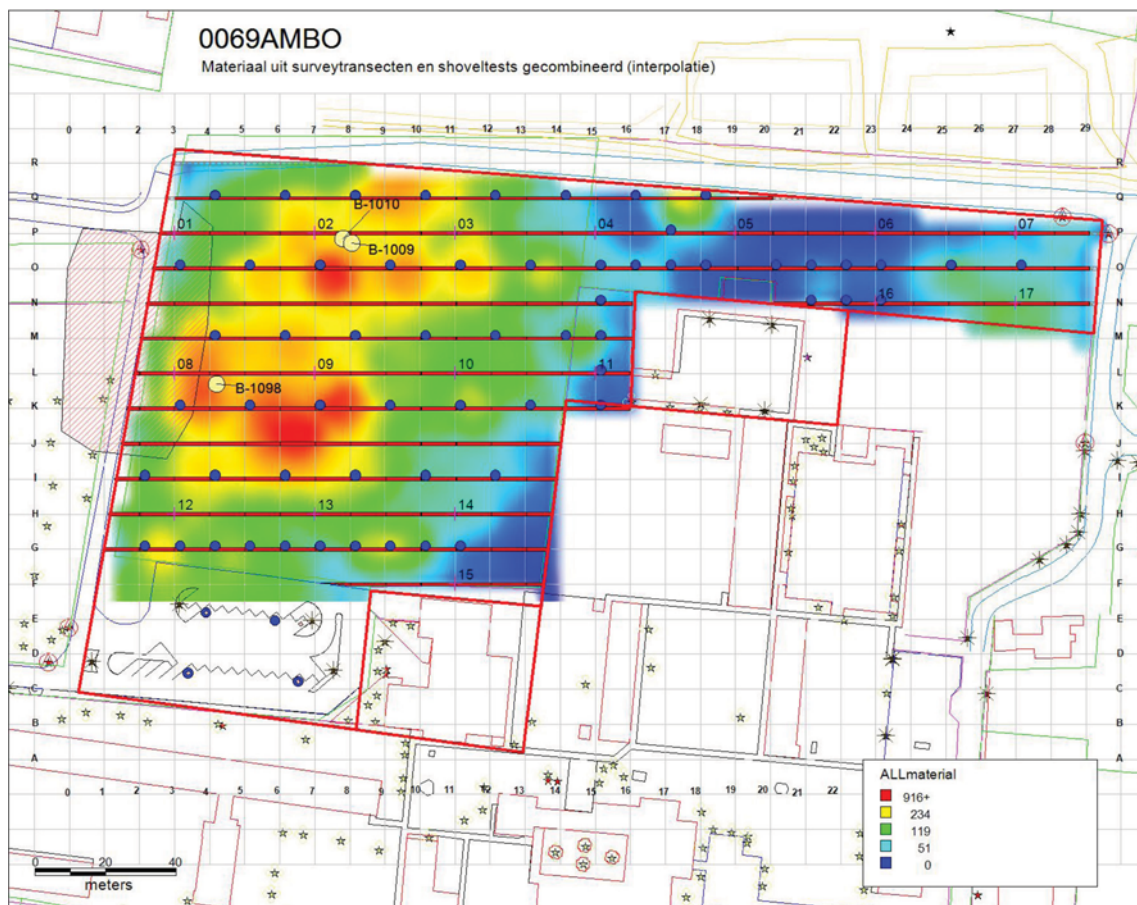 0069AMBO
Materiaal uit surveytransecten en shoveltests gecombineerd (interpolatie)
0 1 2 3 4 5 6 7 8 9 10 11 12 13 14 15 16 17 18 19 20 21 22 23 24 25 26 27 28 29
R R
Q Q
B-1010
P 01 02 03 04 05 06 07 P
B-1009
O O
N 16 17 N
M M
L 08 09 10 11 L
B-1098
K K
J J
I I
H 12 13 14 H
G G
F 15 F
E E
D D
C C
B B
A A
0 1 2 3 4 5 6 7 8 9 10 11 12 13 14 15 16 17 18 19 20 21 22
ALLmaterial
916+
234
119
51
0
0 20 40
meters